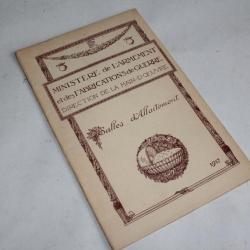 MINISTÈRE de L'ARMEMENT
et des FABRICATIONS de GUERRE
DIRECTION DE LA MAIN-D'ŒUVRE
Salles d'Allaitement
1917